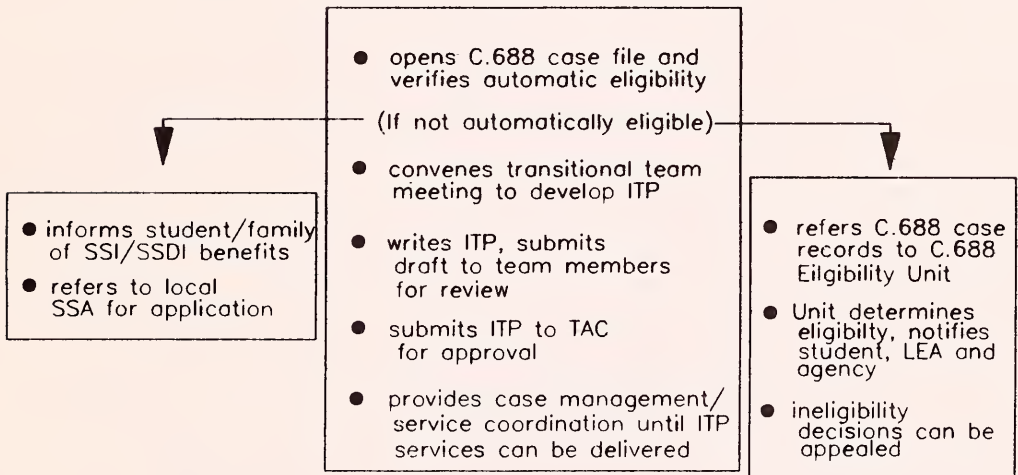 ● opens C.688 case file and
verifies automatic eligibility
(If not automatically eligible)
● convenes transitional team
meeting to develop ITP
● writes ITP, submits
draft to team members
for review
● submits ITP to TAC
for approval
● provides case management/
service coordination until ITP
services can be delivered
● informs student/family
of SSI/SSDI benefits
● refers to local
SSA for application
● refers C.688 case
records to C.688
Eilgibility Unit
● Unit determines
eligibilty, notifies
student, LEA and
agency
● ineligibility
decisions can be
appealed